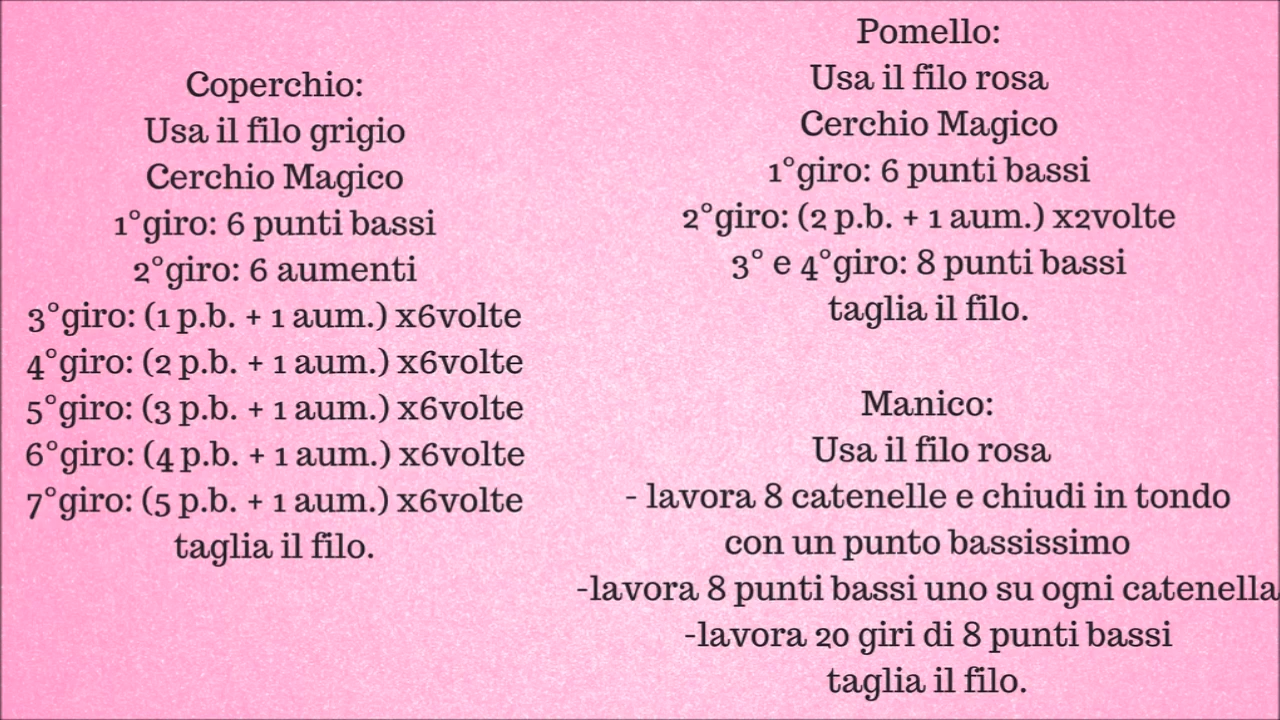 Coperchio:
Usa il filo grigio
Cerchio Magico
1°giro: 6 punti bassi
2°giro: 6 aumenti
3°giro: (1 p.b. + 1 aum.) x6volte
4°giro: (2 p.b. + 1 aum.) x6volte
5°giro: (3 p.b. + 1 aum.) x6volte
6°giro: (4 p.b. + 1 aum.) x6volte
7°giro: (5 p.b. + 1 aum.) x6volte
taglia il filo.
Pomello:
Usa il filo rosa
Cerchio Magico
1°giro: 6 punti bassi
2°giro: (2 p.b. + 1 aum.) x2volte
3° e 4°giro: 8 punti bassi
taglia il filo.
Manico:
Usa il filo rosa
- lavora 8 catenelle e chiudi in tondo
con un punto bassissimo
-lavora 8 punti bassi uno su ogni catenella
-lavora 20 giri di 8 punti bassi
taglia il filo.